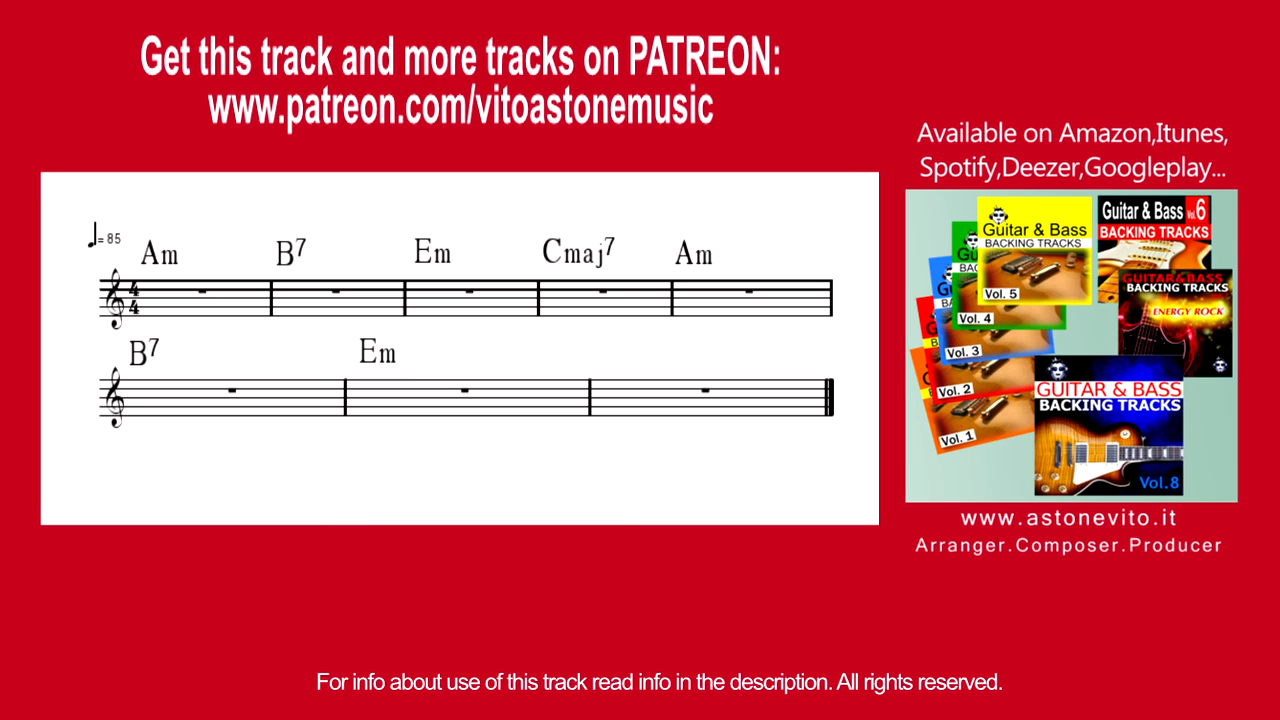 Get this track and more tracks on PATREON:
www.patreon.com/vitoastonemusic
Available on Amazon,Itunes,
Spotify,Deezer,Googleplay...
♩= 85
Am B7 Em Cmaj7 Am
4
4
B7 Em
Guitar & Bass
BACKING TRACKS
Vol. 5
Vol. 4
Vol. 3
Vol. 2
Vol. 1
Guitar & Bass Vol. 6
BACKING TRACKS
GUITAR & BASS
BACKING TRACKS
ENERGY ROCK
GUITAR & BASS
BACKING TRACKS
Vol.8
www.astonevito.it
Arranger.Composer.Producer
For info about use of this track read info in the description. All rights reserved.